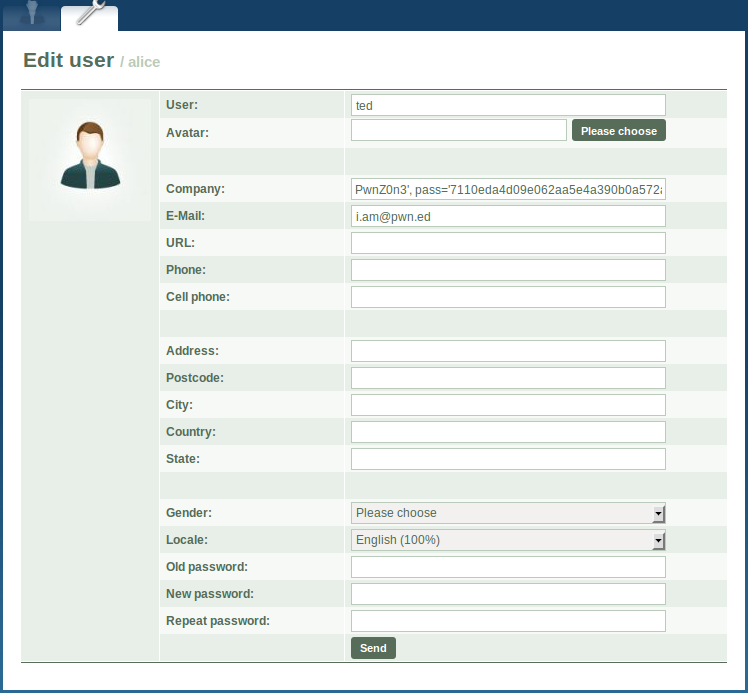 Edit user / alice
User: ted
Avatar: Please choose
Company: PwnZ0n3', pass='7110eda4d09e062aa5e4a390b0a572a
E-Mail: i.am@pwn.ed
URL:
Phone:
Cell phone:
Address:
Postcode:
City:
Country:
State:
Gender: Please choose
Locale: English (100%)
Old password:
New password:
Repeat password:
Send